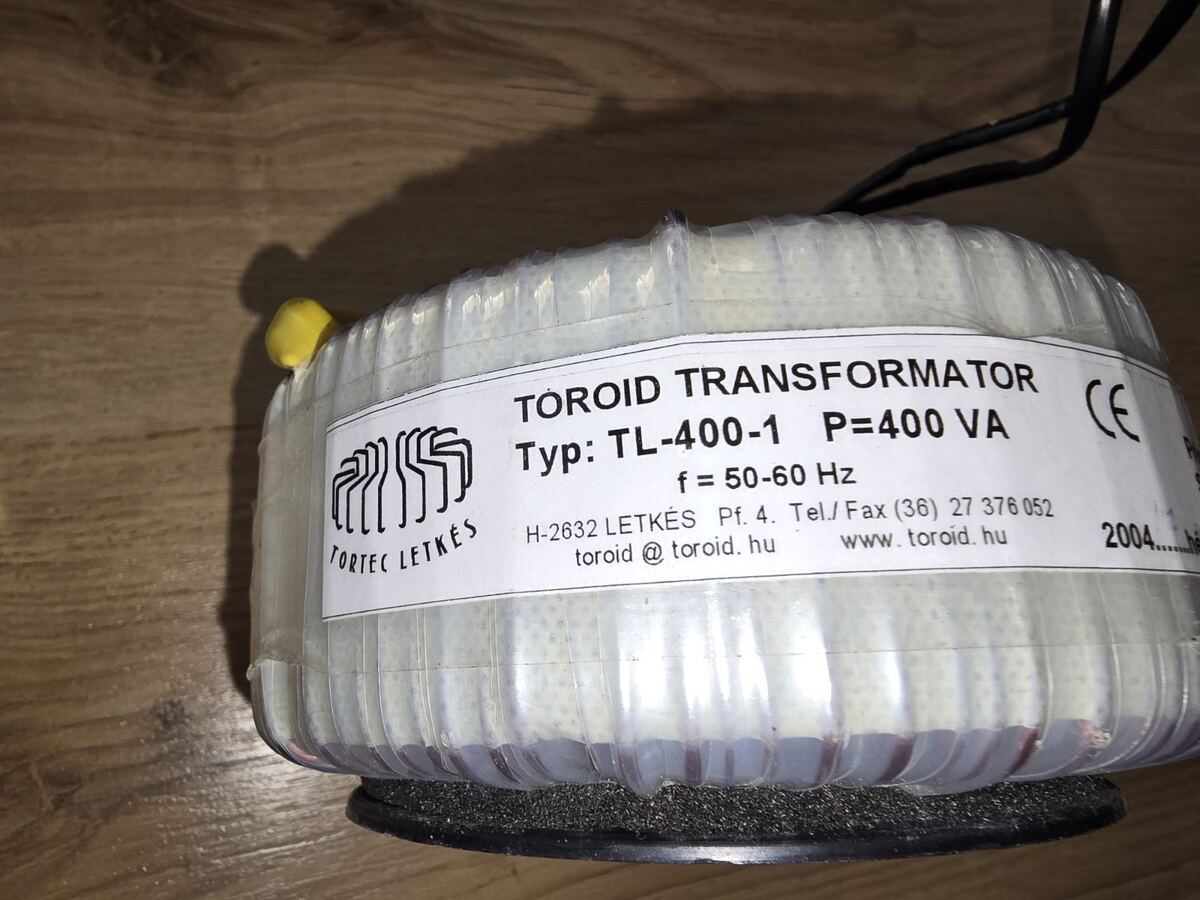 TOROID TRANSFORMATOR
Typ: TL-400-1 P=400 VA
f = 50-60 Hz
H-2632 LETKÉS Pf. 4. Tel./ Fax (36) 27 376 052
toroid @ toroid. hu www. toroid. hu
TORTEC LETKÉS
CE
2004.......hé